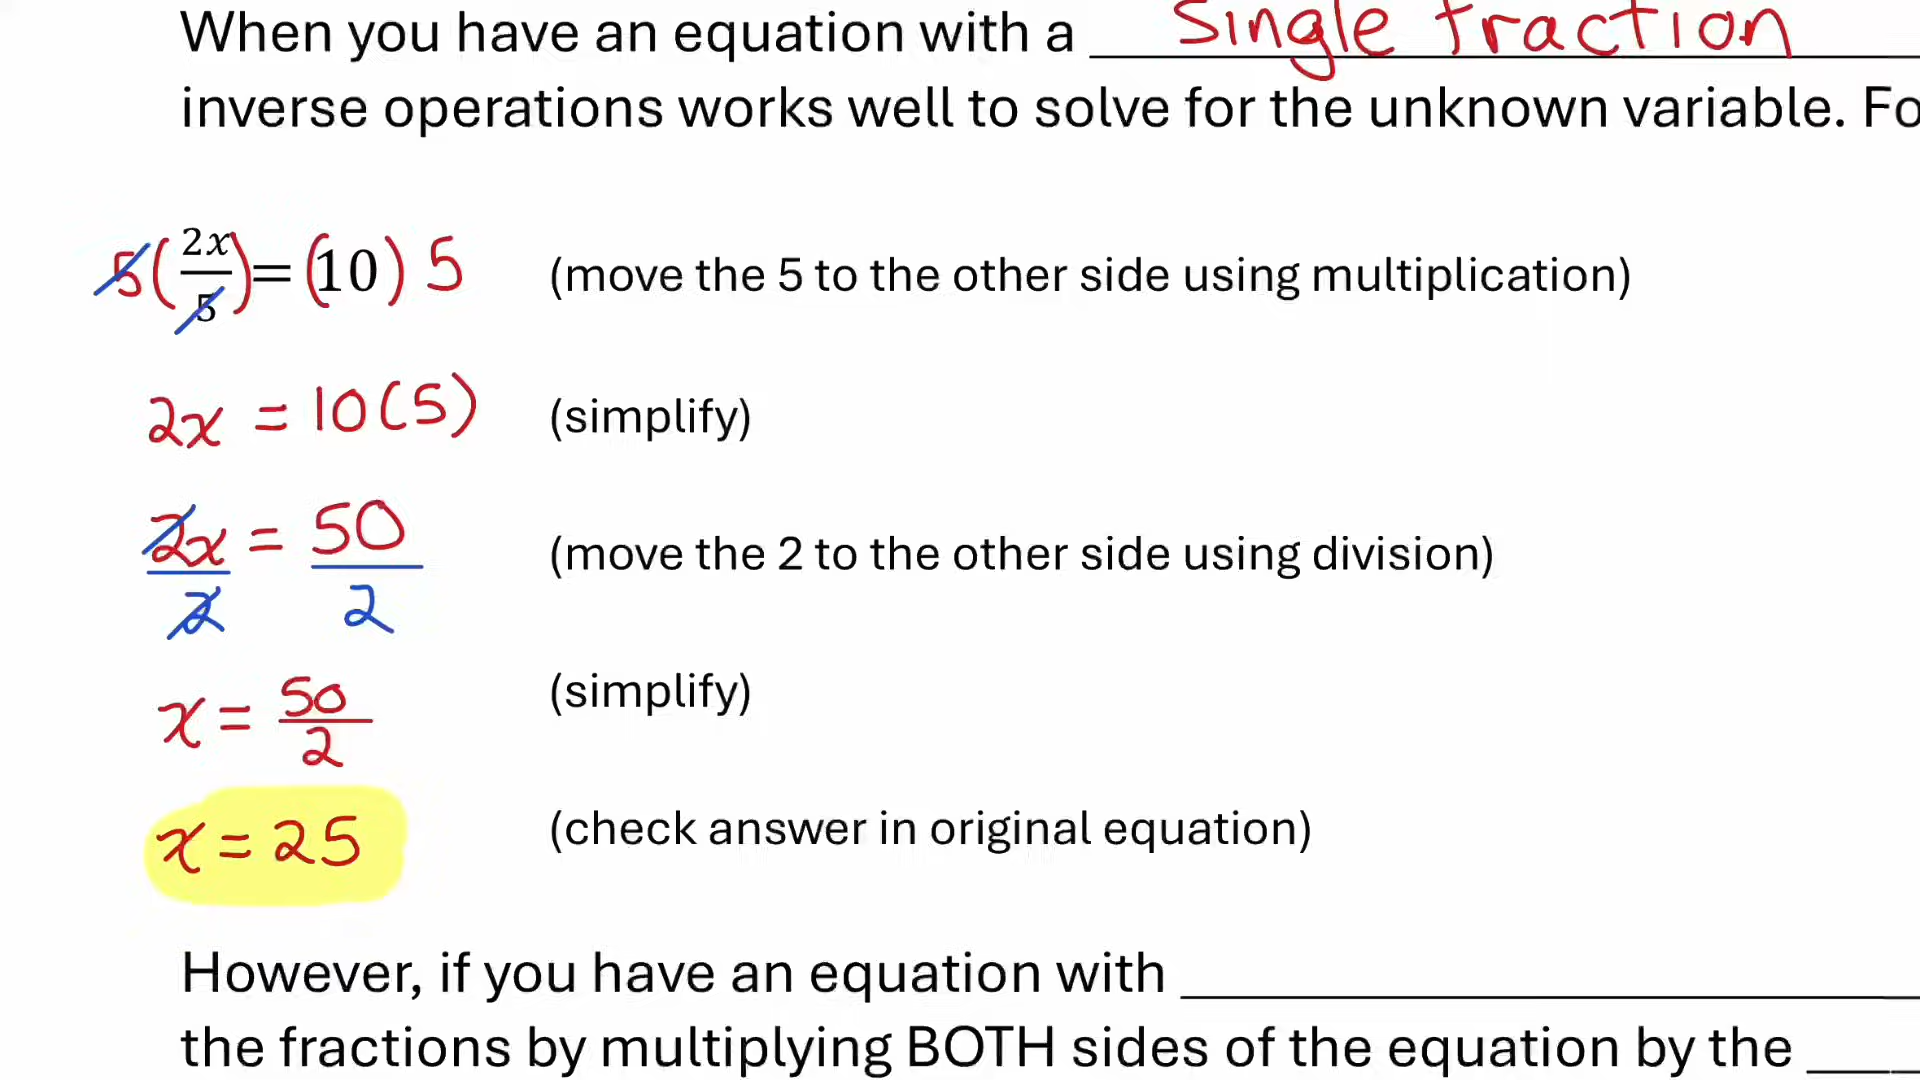 When you have an equation with a single fraction
inverse operations works well to solve for the unknown variable. Fo
5(2x/5) = (10) 5 (move the 5 to the other side using multiplication)
2x = 10(5) (simplify)
2x/2 = 50/2 (move the 2 to the other side using division)
x = 50/2 (simplify)
x = 25 (check answer in original equation)
However, if you have an equation with
the fractions by multiplying BOTH sides of the equation by the